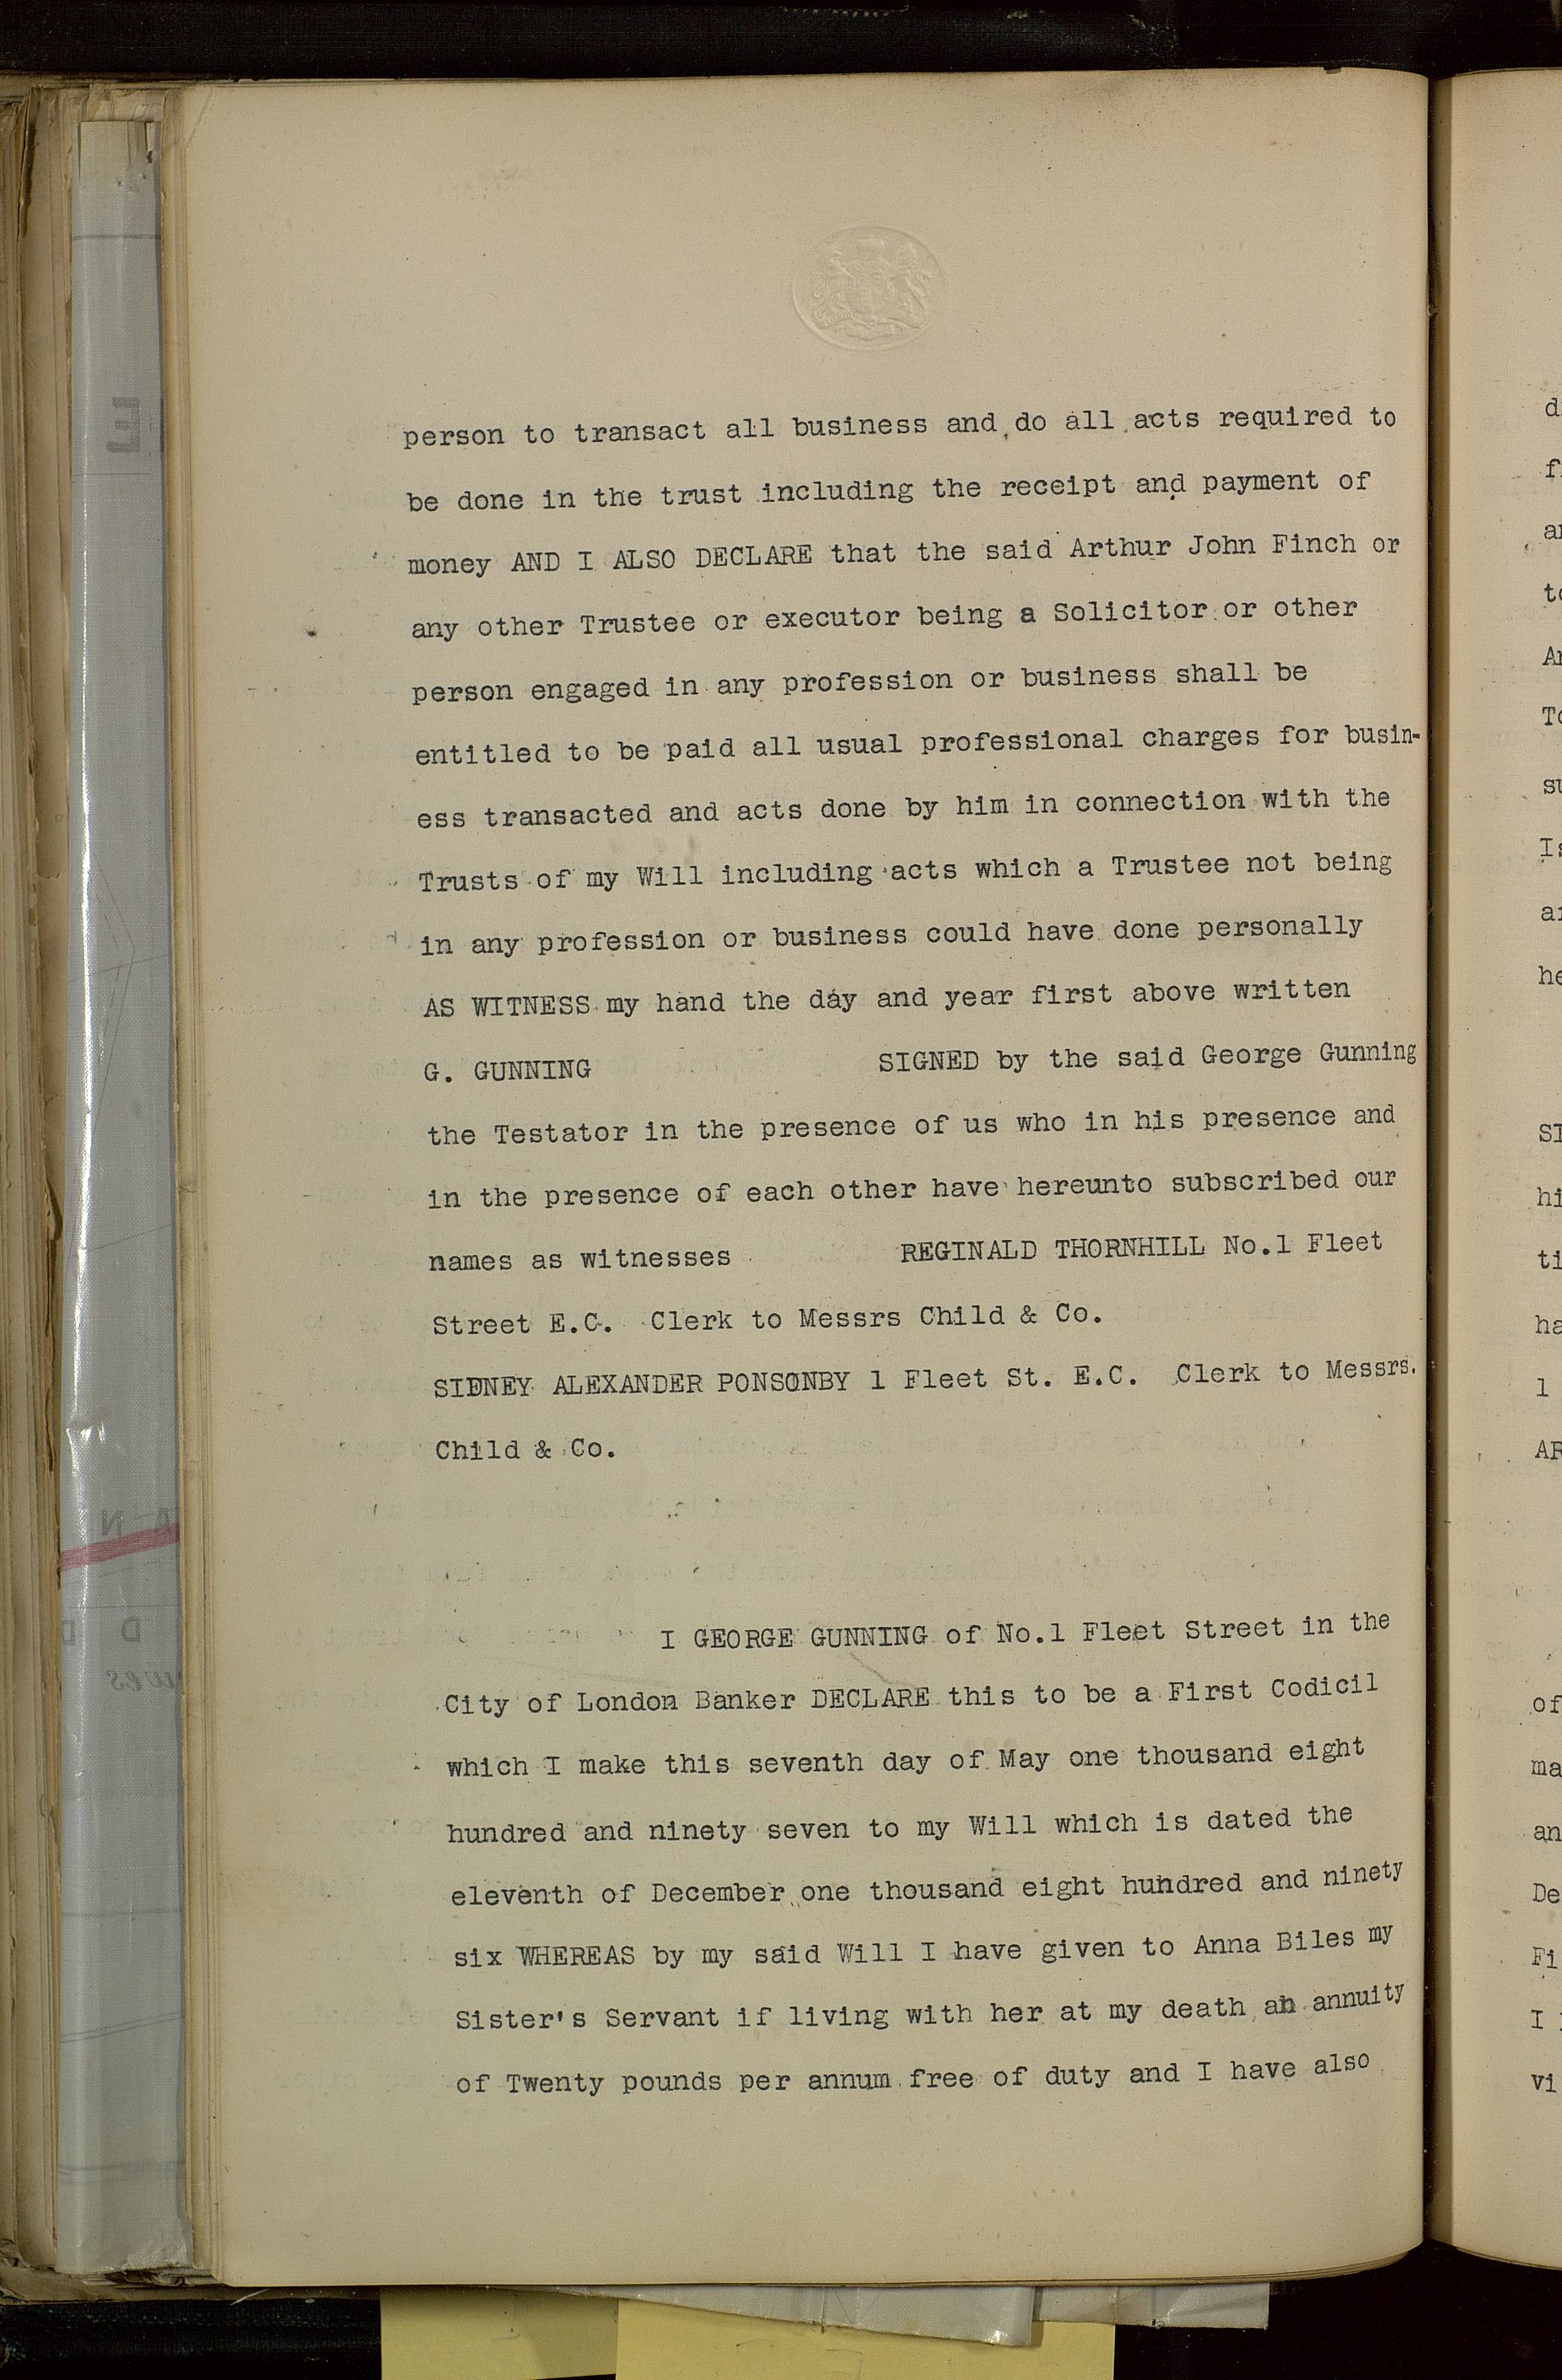 person to transact all business and do all acts required to
be done in the trust including the receipt and payment of
money AND I ALSO DECLARE that the said Arthur John Finch or
any other Trustee or executor being a Solicitor or other
person engaged in any profession or business shall be
entitled to be paid all usual professional charges for busin-
ess transacted and acts done by him in connection with the
Trusts of my Will including acts which a Trustee not being
in any profession or business could have done personally
AS WITNESS my hand the day and year first above written
G. GUNNING SIGNED by the said George Gunning
the Testator in the presence of us who in his presence and
in the presence of each other have hereunto subscribed our
names as witnesses REGINALD THORNHILL No.1 Fleet
Street E.C. Clerk to Messrs Child & Co.
SIDNEY ALEXANDER PONSONBY 1 Fleet St. E.C. Clerk to Messrs.
Child & Co.
I GEORGE GUNNING of No.1 Fleet Street in the
City of London Banker DECLARE this to be a First Codicil
which I make this seventh day of May one thousand eight
hundred and ninety seven to my Will which is dated the
eleventh of December one thousand eight hundred and ninety
six WHEREAS by my said Will I have given to Anna Biles my
Sister's Servant if living with her at my death an annuity
of Twenty pounds per annum free of duty and I have also